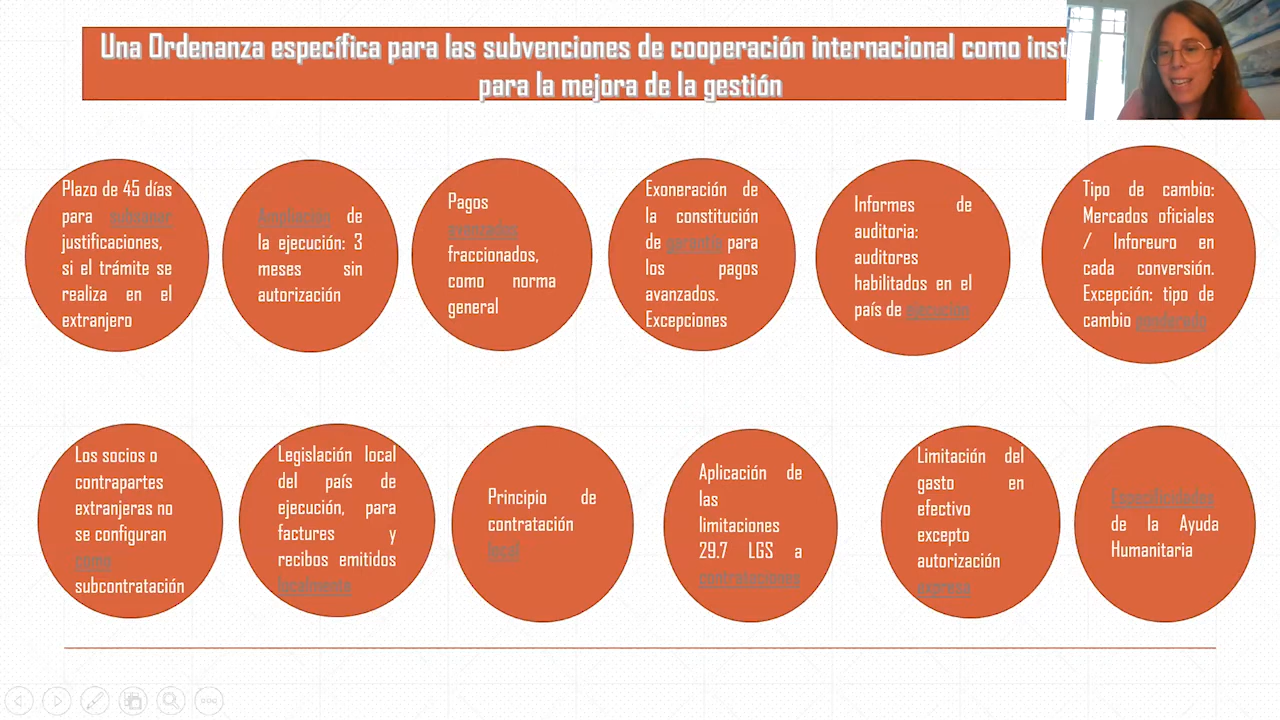 Una Ordenanza específica para las subvenciones de cooperación internacional como inst
para la mejora de la gestión
Plazo de 45 días
para subsanar
justificaciones,
si el trámite se
realiza en el
extranjero
Ampliación de
la ejecución: 3
meses sin
autorización
Pagos
avanzados
fraccionados,
como norma
general
Exoneración de
la constitución
de garantía para
los pagos
avanzados.
Excepciones
Informes de
auditoria:
auditores
habilitados en el
país de ejecución
Tipo de cambio:
Mercados oficiales
/ Inforeuro en
cada conversión.
Excepción: tipo de
cambio ponderado
Los socios o
contrapartes
extranjeras no
se configuran
como
subcontratación
Legislación local
del país de
ejecución, para
factures y
recibos emitidos
localmente
Principio de
contratación
local
Aplicación de
las
limitaciones
29.7 LGS a
contrataciones
Limitación del
gasto en
efectivo
excepto
autorización
expresa
Especificidades
de la Ayuda
Humanitaria